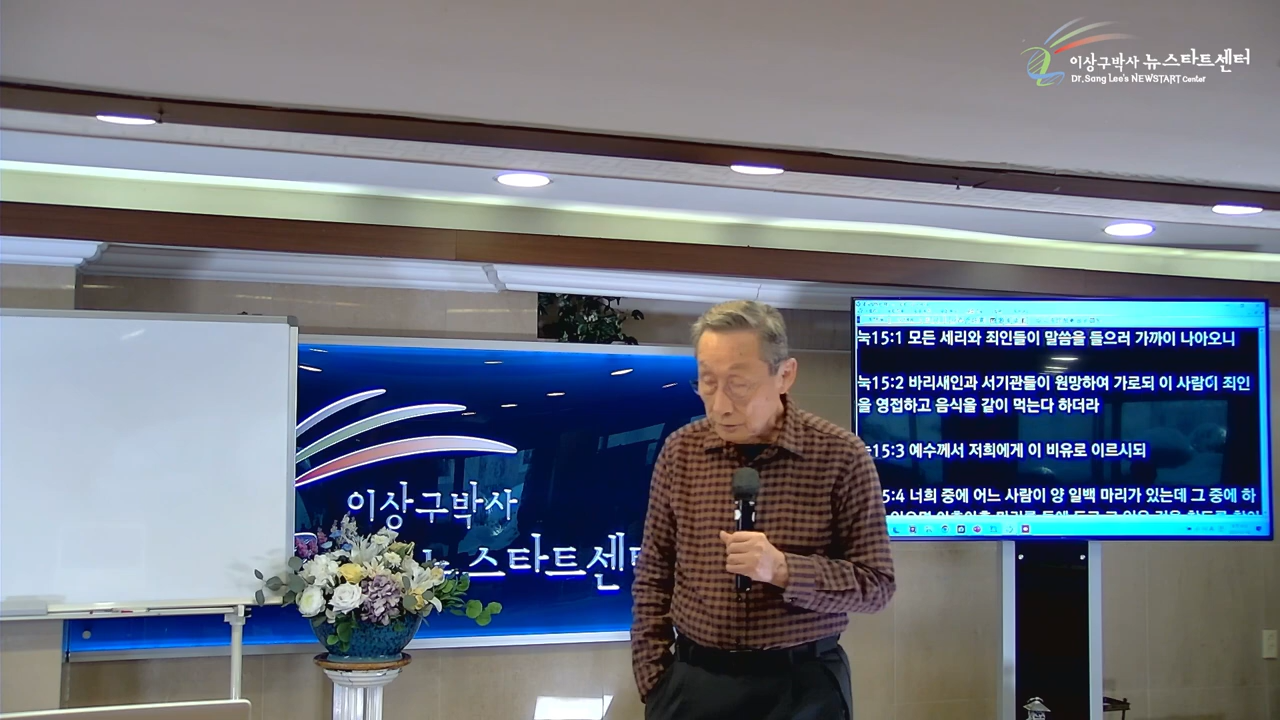 이상구박사 뉴스타트센터
Dr. Sang Lee's NEWSTART Center
눅15:1 모든 세리와 죄인들이 말씀을 들으러 가까이 나아오니
눅15:2 바리새인과 서기관들이 원망하여 가로되 이 사람이 죄인
을 영접하고 음식을 같이 먹는다 하더라
눅15:3 예수께서 저희에게 이 비유로 이르시되
5:4 너희 중에 어느 사람이 양 일백 마리가 있는데 그 중에 하
이상구박사
뉴스타트센